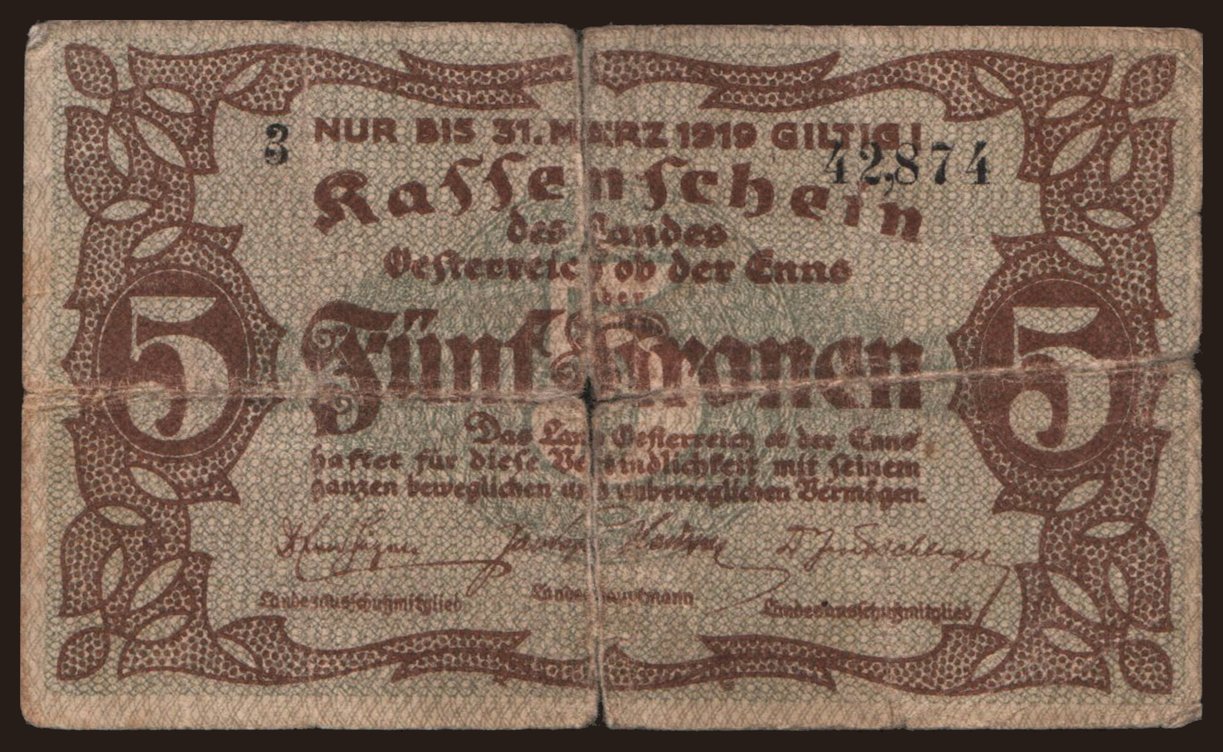 3
NUR BIS 31. MÄRZ 1919 GILTIG!
42,874
Kassenschein
des Landes
Oesterreich ob der Enns
über
Fünf Kronen
5
5
Das Land Oesterreich ob der Enns
haftet für diese Verbindlichkeit mit seinem
ganzen beweglichen und unbeweglichen Vermögen.
Landesausschußmitglied
Landeshauptmann
Landesausschußmitglied